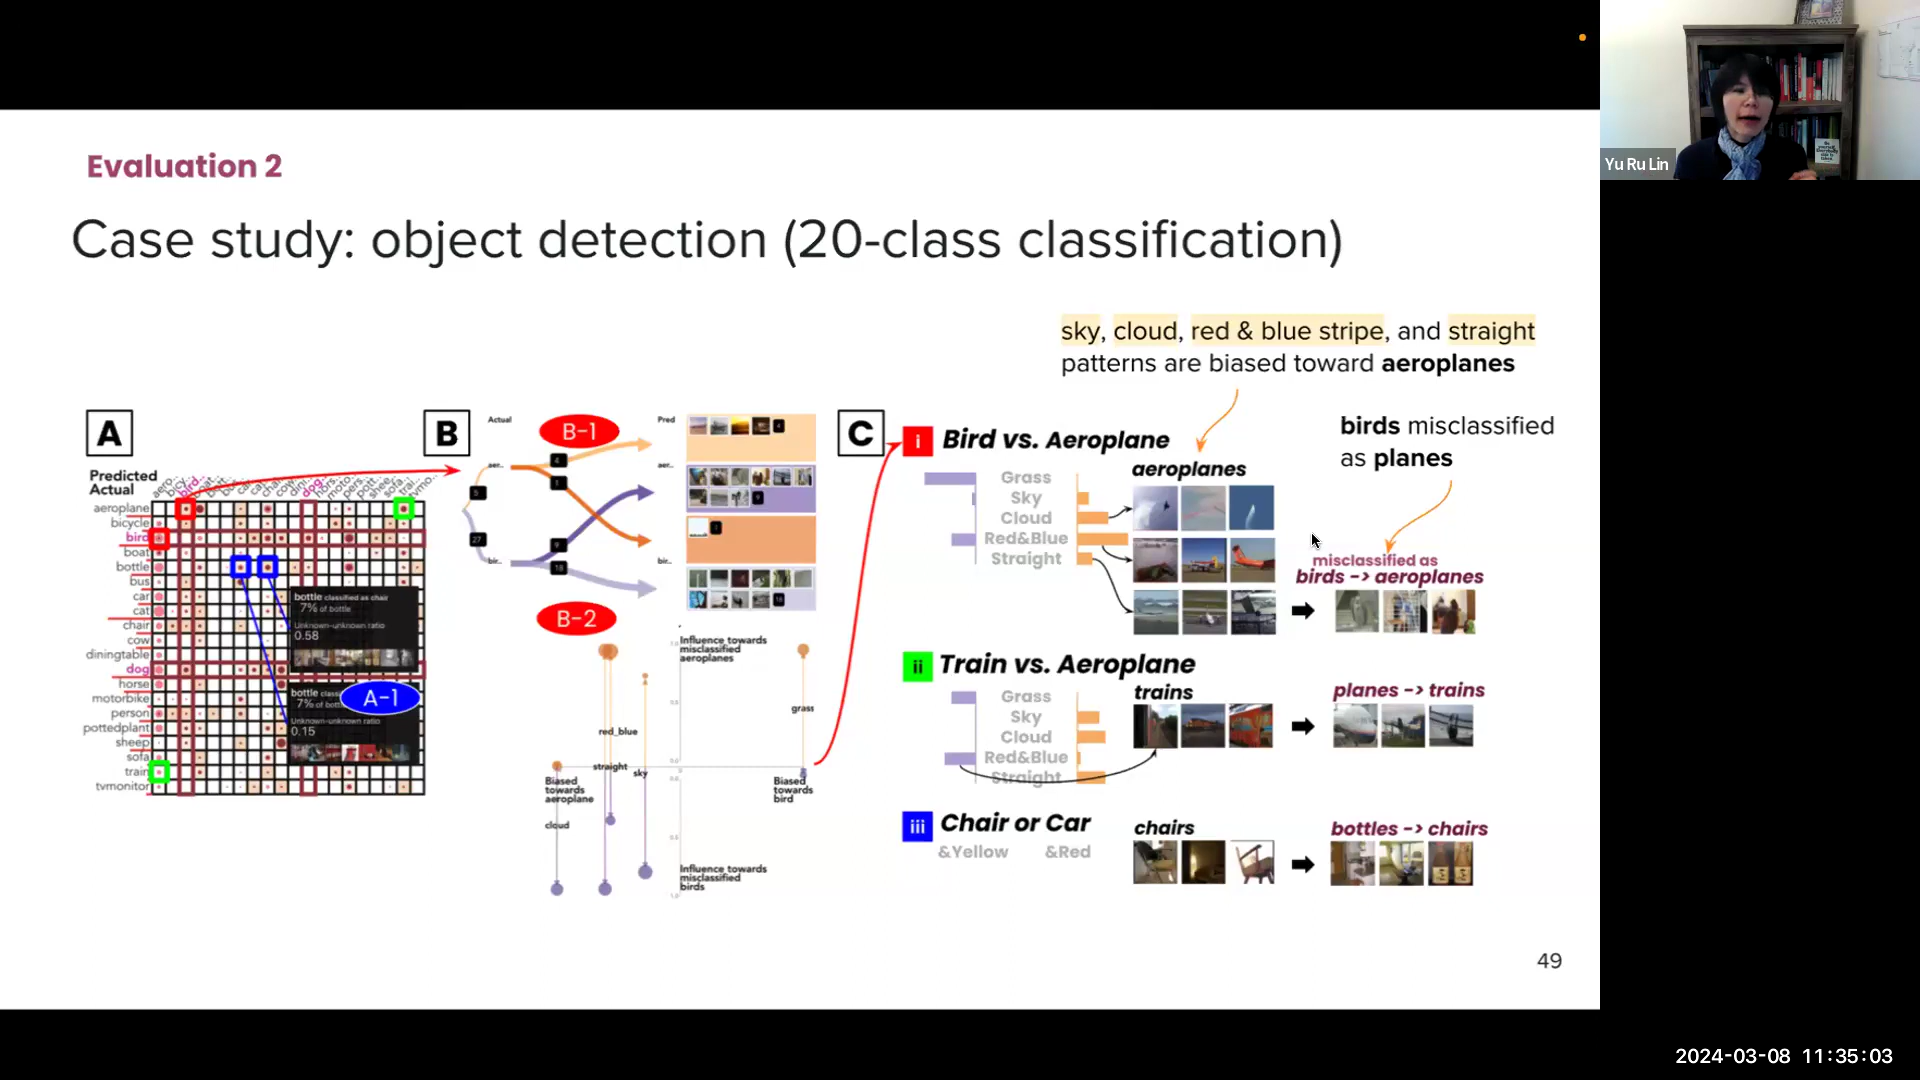 Yu Ru Lin
Evaluation 2
Case study: object detection (20-class classification)
sky, cloud, red & blue stripe, and straight
patterns are biased toward aeroplanes
birds misclassified
as planes
A
Predicted
Actual
aeroplane
bicycle
bird
boat
bottle
bus
car
cat
chair
cow
diningtable
dog
horse
motorbike
person
pottedplant
sheep
sofa
train
tvmonitor
bottle classified as chair
7% of bottle
Unknown-unknown ratio
0.58
7% of
Unknown-unknown ratio
0.15
A-1
B
Actual
Pred
B-1
aer..
aer..
bir..
bir..
27
B-2
Influence towards
misclassified
aeroplanes
grass
red_blue
straight
sky
Biased
towards
aeroplane
Biased
towards
bird
cloud
Influence towards
misclassified
birds
C
i
Bird vs. Aeroplane
aeroplanes
Grass
Sky
Cloud
Red&Blue
Straight
misclassified as
birds -> aeroplanes
ii
Train vs. Aeroplane
trains
planes -> trains
Grass
Sky
Cloud
Red&Blue
Straight
iii
Chair or Car
&Yellow &Red
chairs
bottles -> chairs
49
2024-03-08 11:35:03